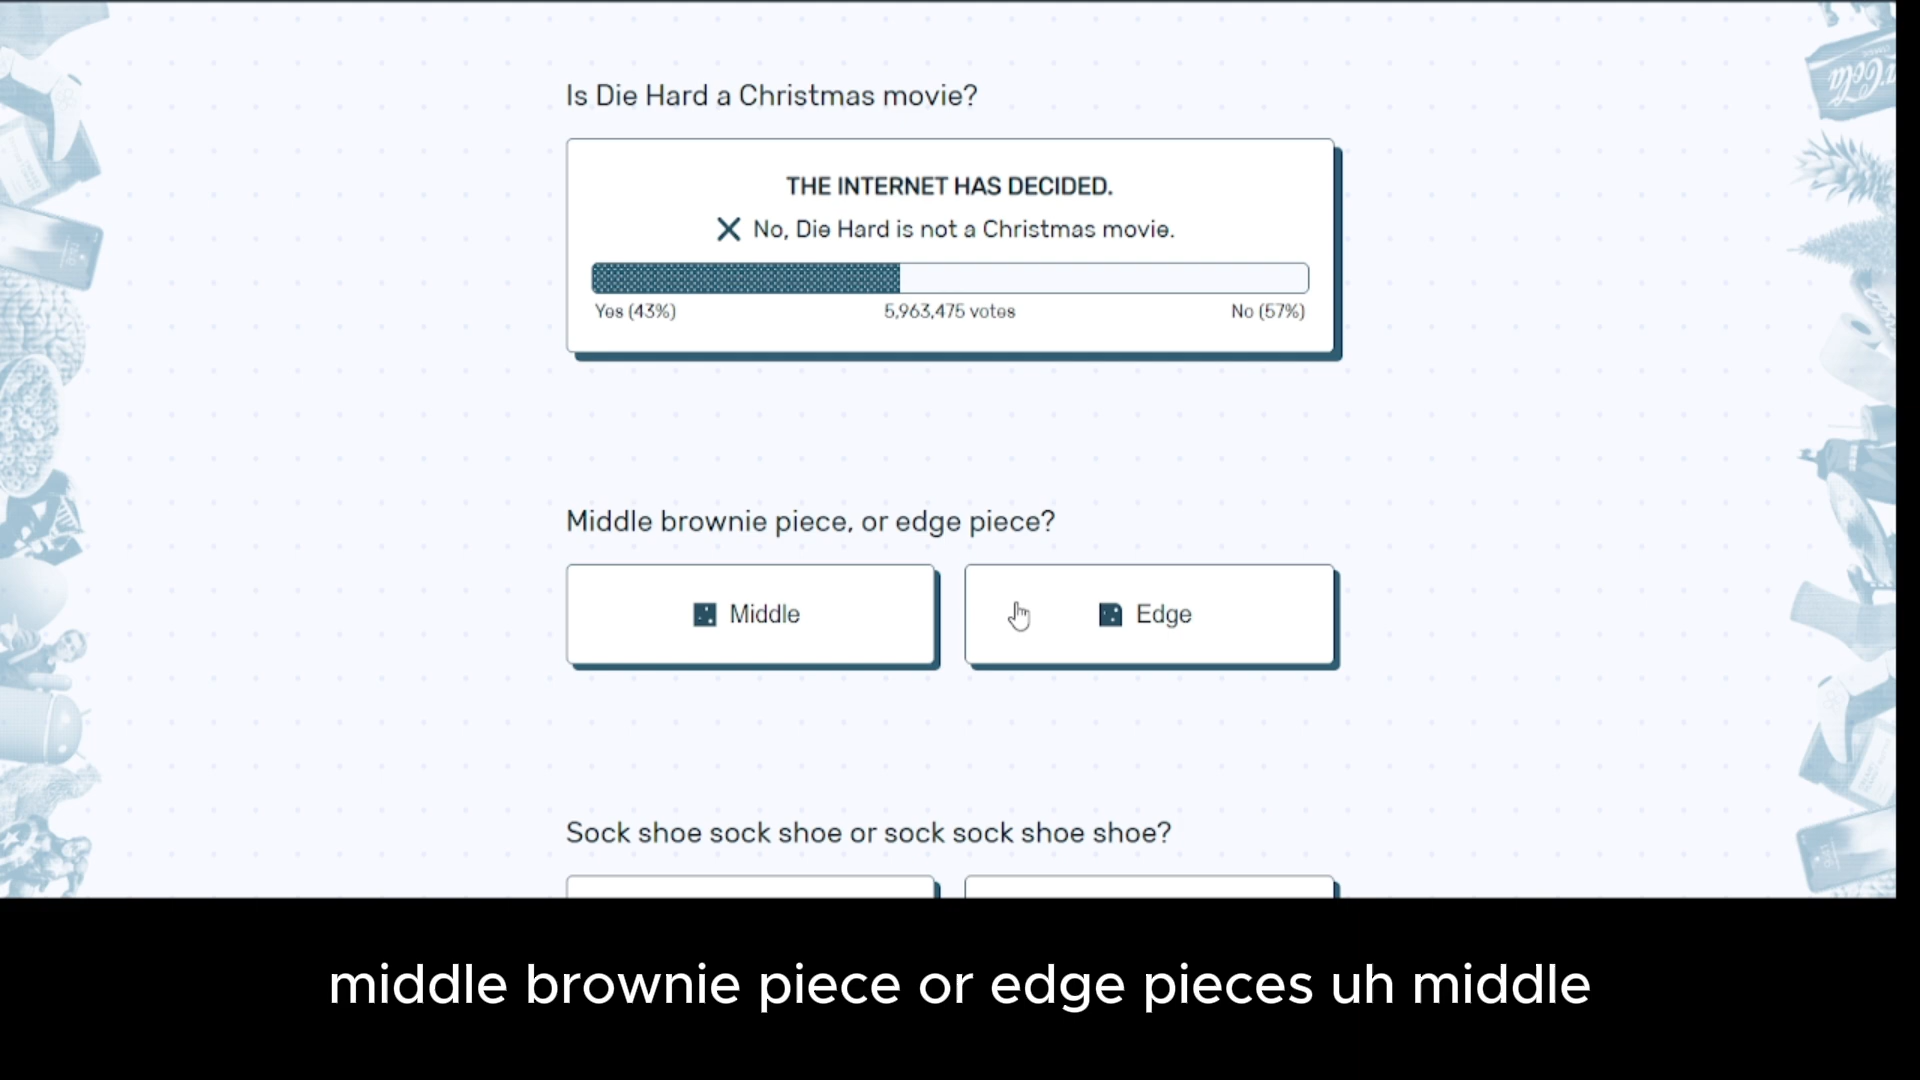 Is Die Hard a Christmas movie?
THE INTERNET HAS DECIDED.
No, Die Hard is not a Christmas movie.
Yes (43%)
5,963,475 votes
No (57%)
Middle brownie piece, or edge piece?
Middle
Edge
Sock shoe sock shoe or sock sock shoe shoe?
middle brownie piece or edge pieces uh middle